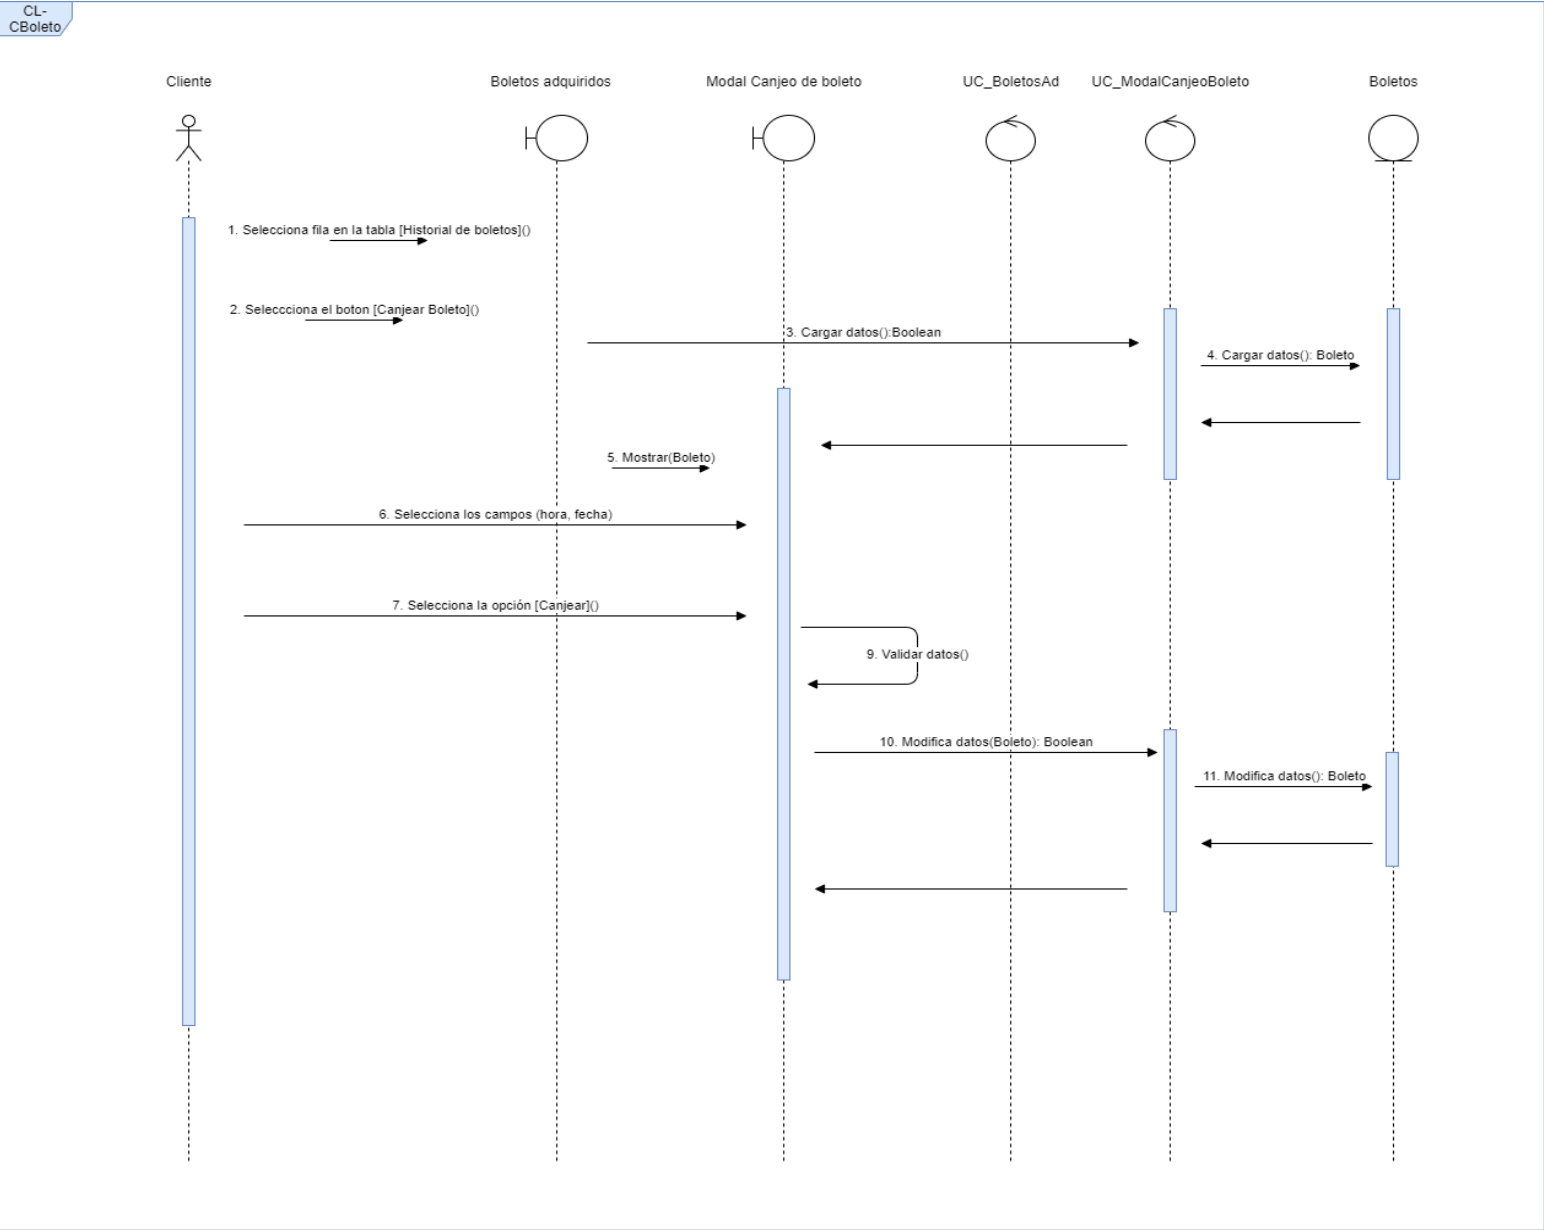 CL-
CBoleto
Cliente
Boletos adquiridos
Modal Canjeo de boleto
UC_BoletosAd
UC_ModalCanjeoBoleto
Boletos
1. Selecciona fila en la tabla [Historial de boletos]()
2. Seleccciona el boton [Canjear Boleto]()
3. Cargar datos():Boolean
4. Cargar datos(): Boleto
5. Mostrar(Boleto)
6. Selecciona los campos (hora, fecha)
7. Selecciona la opción [Canjear]()
9. Validar datos()
10. Modifica datos(Boleto): Boolean
11. Modifica datos(): Boleto